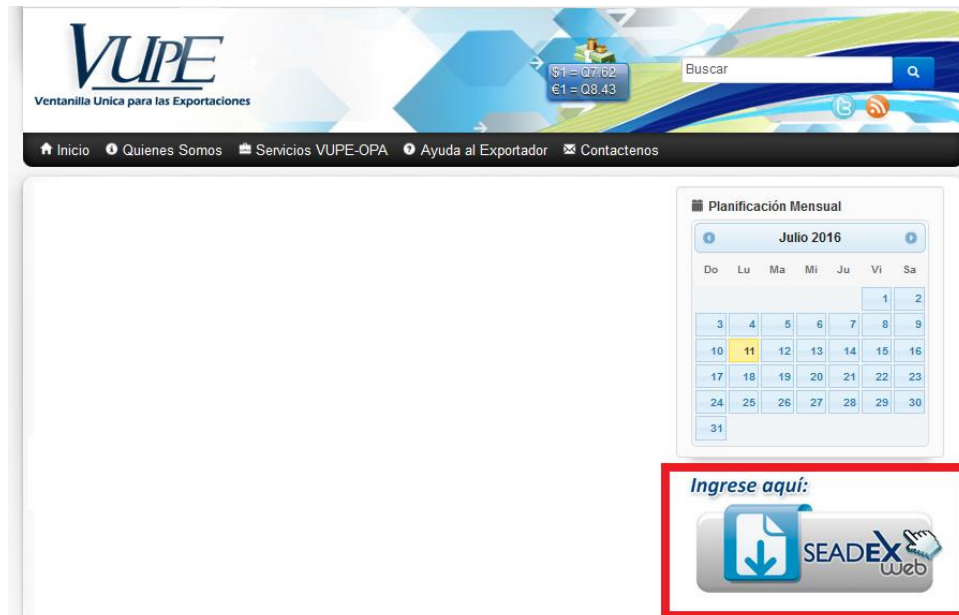 VUPE
Ventanilla Unica para las Exportaciones
$1 = Q7.62
€1 = Q8.43
Buscar
Inicio Quienes Somos Servicios VUPE-OPA Ayuda al Exportador Contactenos
Planificación Mensual
Julio 2016
Do Lu Ma Mi Ju Vi Sa
1 2
3 4 5 6 7 8 9
10 11 12 13 14 15 16
17 18 19 20 21 22 23
24 25 26 27 28 29 30
31
Ingrese aquí:
SEADEX
web